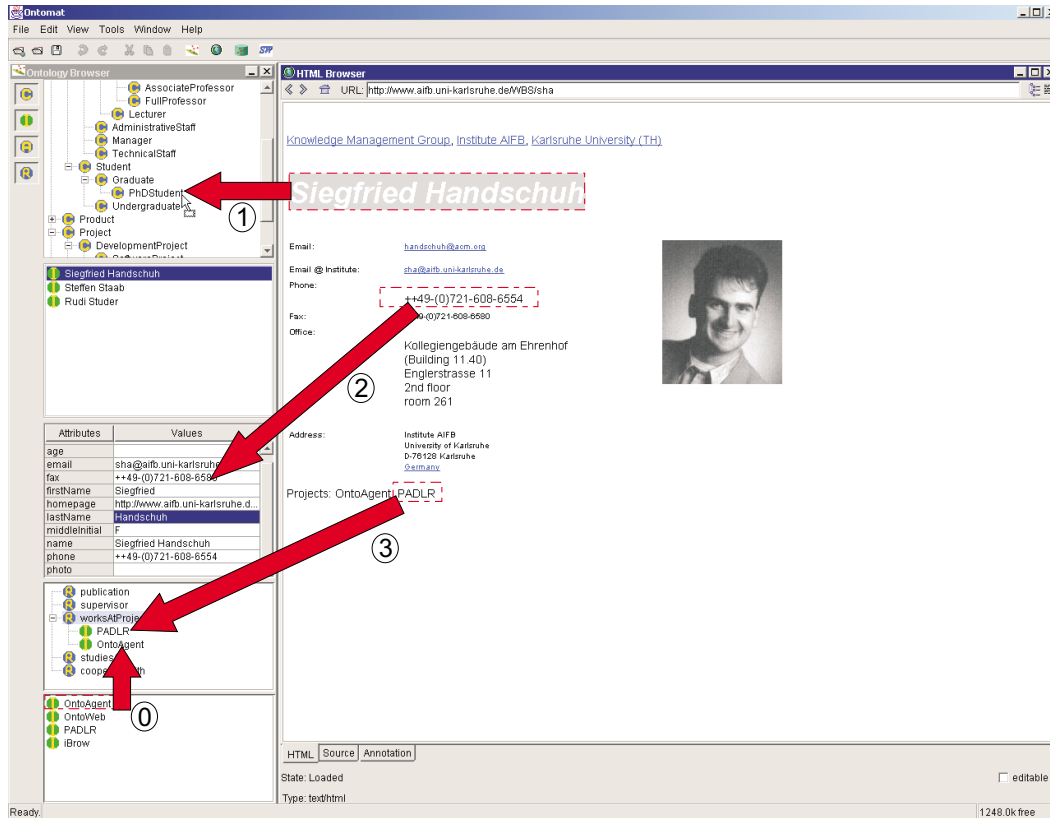 Ontomat
File Edit View Tools Window Help
Ontology Browser
AssociateProfessor
FullProfessor
Lecturer
AdministrativeStaff
Manager
TechnicalStaff
Student
Graduate
PhDStudent
Undergraduate
Product
Project
DevelopmentProject
SoftwareProject
1
Siegfried Handschuh
Steffen Staab
Rudi Studer
Attributes Values
age
email sha@aifb.uni-karlsruhe
fax ++49-(0)721-608-6580
firstName Siegfried
homepage http://www.aifb.uni-karlsruhe.d...
lastName Handschuh
middleInitial F
name Siegfried Handschuh
phone ++49-(0)721-608-6554
photo
publication
supervisor
worksAtProje
PADLR
OntoAgent
studies
OntoAgent
OntoWeb
PADLR
iBrow
0
Ready.
HTML Browser
URL: http://www.aifb.uni-karlsruhe.de/WBS/sha
Knowledge Management Group, Institute AIFB, Karlsruhe University (TH)
Siegfried Handschuh
Email: handschuh@acm.org
Email @ Institute: sha@aifb.uni-karlsruhe.de
Phone:
++49-(0)721-608-6554
Fax: -(0)721-608-6580
Office:
Kollegiengebäude am Ehrenhof
(Building 11.40)
Englerstrasse 11
2nd floor
room 261
2
Address: Institute AIFB
University of Karlsruhe
D-76128 Karlsruhe
Germany
Projects: OntoAgent PADLR
3
HTML Source Annotation
State: Loaded
editable
Type: text/html
1248.0k free